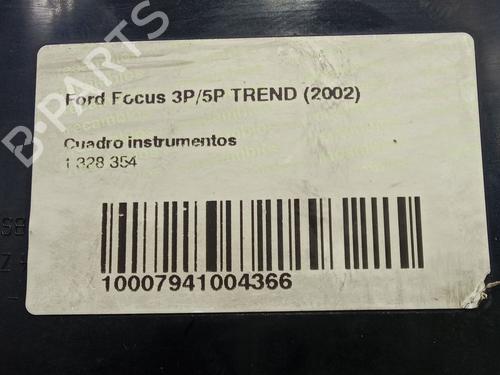 Ford Focus 3P/5P TREND (2002)
Cuadro instrumentos
1 328 354
10007941004366
B-PARTS